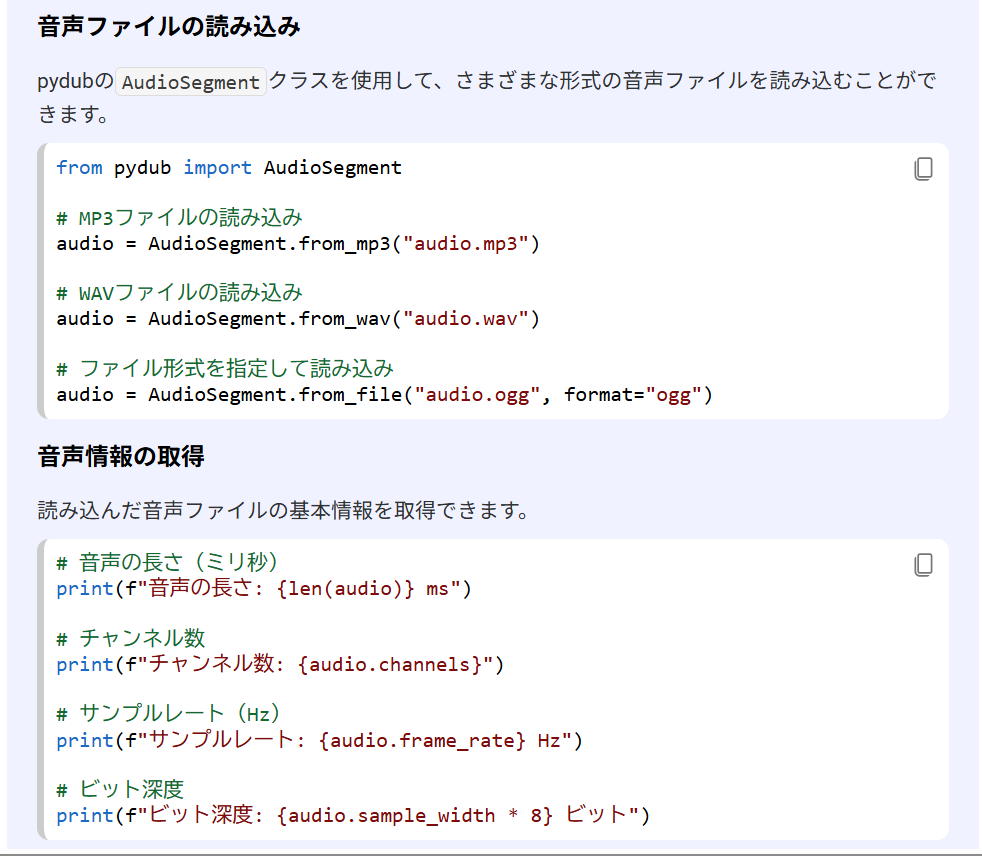 音声ファイルの読み込み
pydubのAudioSegmentクラスを使用して、さまざまな形式の音声ファイルを読み込むことがで
きます。
from pydub import AudioSegment
# MP3ファイルの読み込み
audio = AudioSegment.from_mp3("audio.mp3")
# WAVファイルの読み込み
audio = AudioSegment.from_wav("audio.wav")
# ファイル形式を指定して読み込み
audio = AudioSegment.from_file("audio.ogg", format="ogg")
音声情報の取得
読み込んだ音声ファイルの基本情報を取得できます。
# 音声の長さ（ミリ秒）
print(f"音声の長さ: {len(audio)} ms")
# チャンネル数
print(f"チャンネル数: {audio.channels}")
# サンプルレート（Hz）
print(f"サンプルレート: {audio.frame_rate} Hz")
# ビット深度
print(f"ビット深度: {audio.sample_width * 8} ビット")